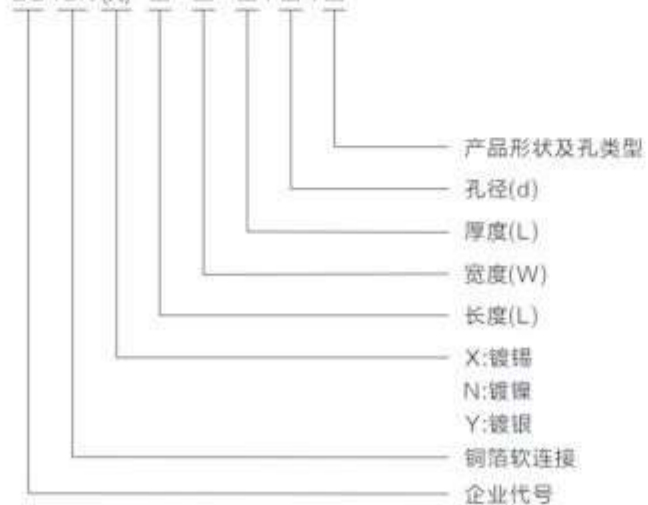 产品形状及孔类型
孔径(d)
厚度(L)
宽度(W)
长度(L)
X:镀锡
N:镀镍
Y:镀银
铜箔软连接
企业代号